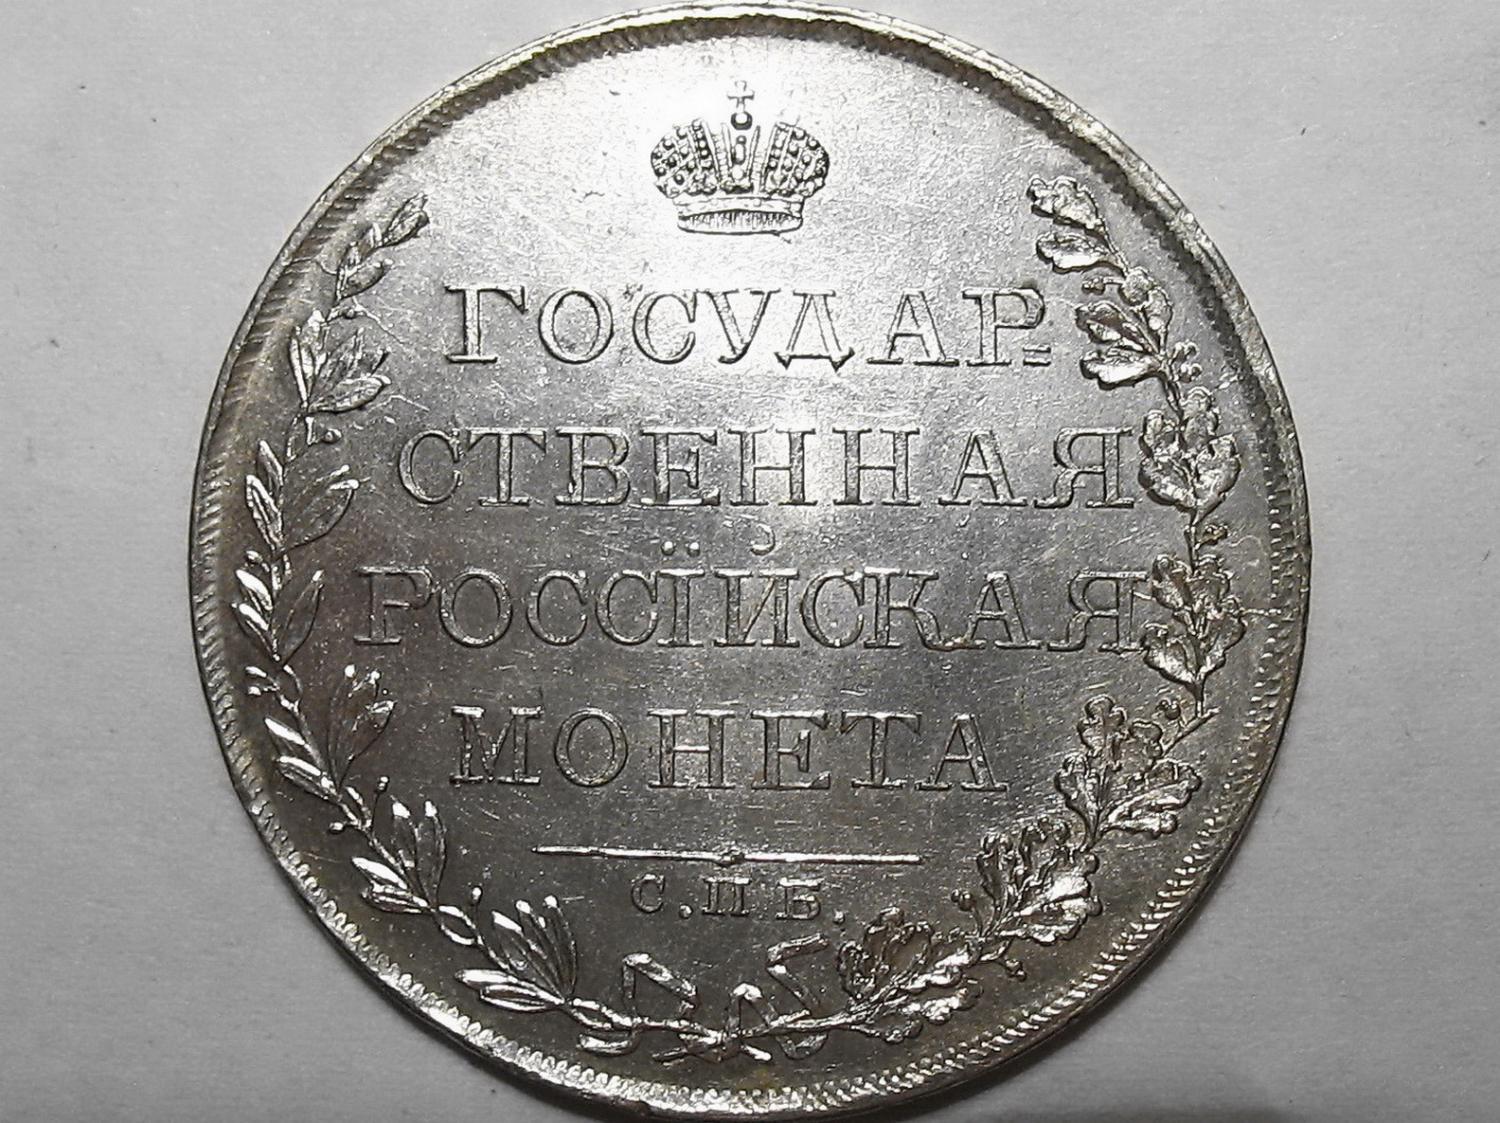 ГОСУДАР=
СТВЕННАЯ
РОССІЙСКАЯ
МОНЕТА
С.П Б.